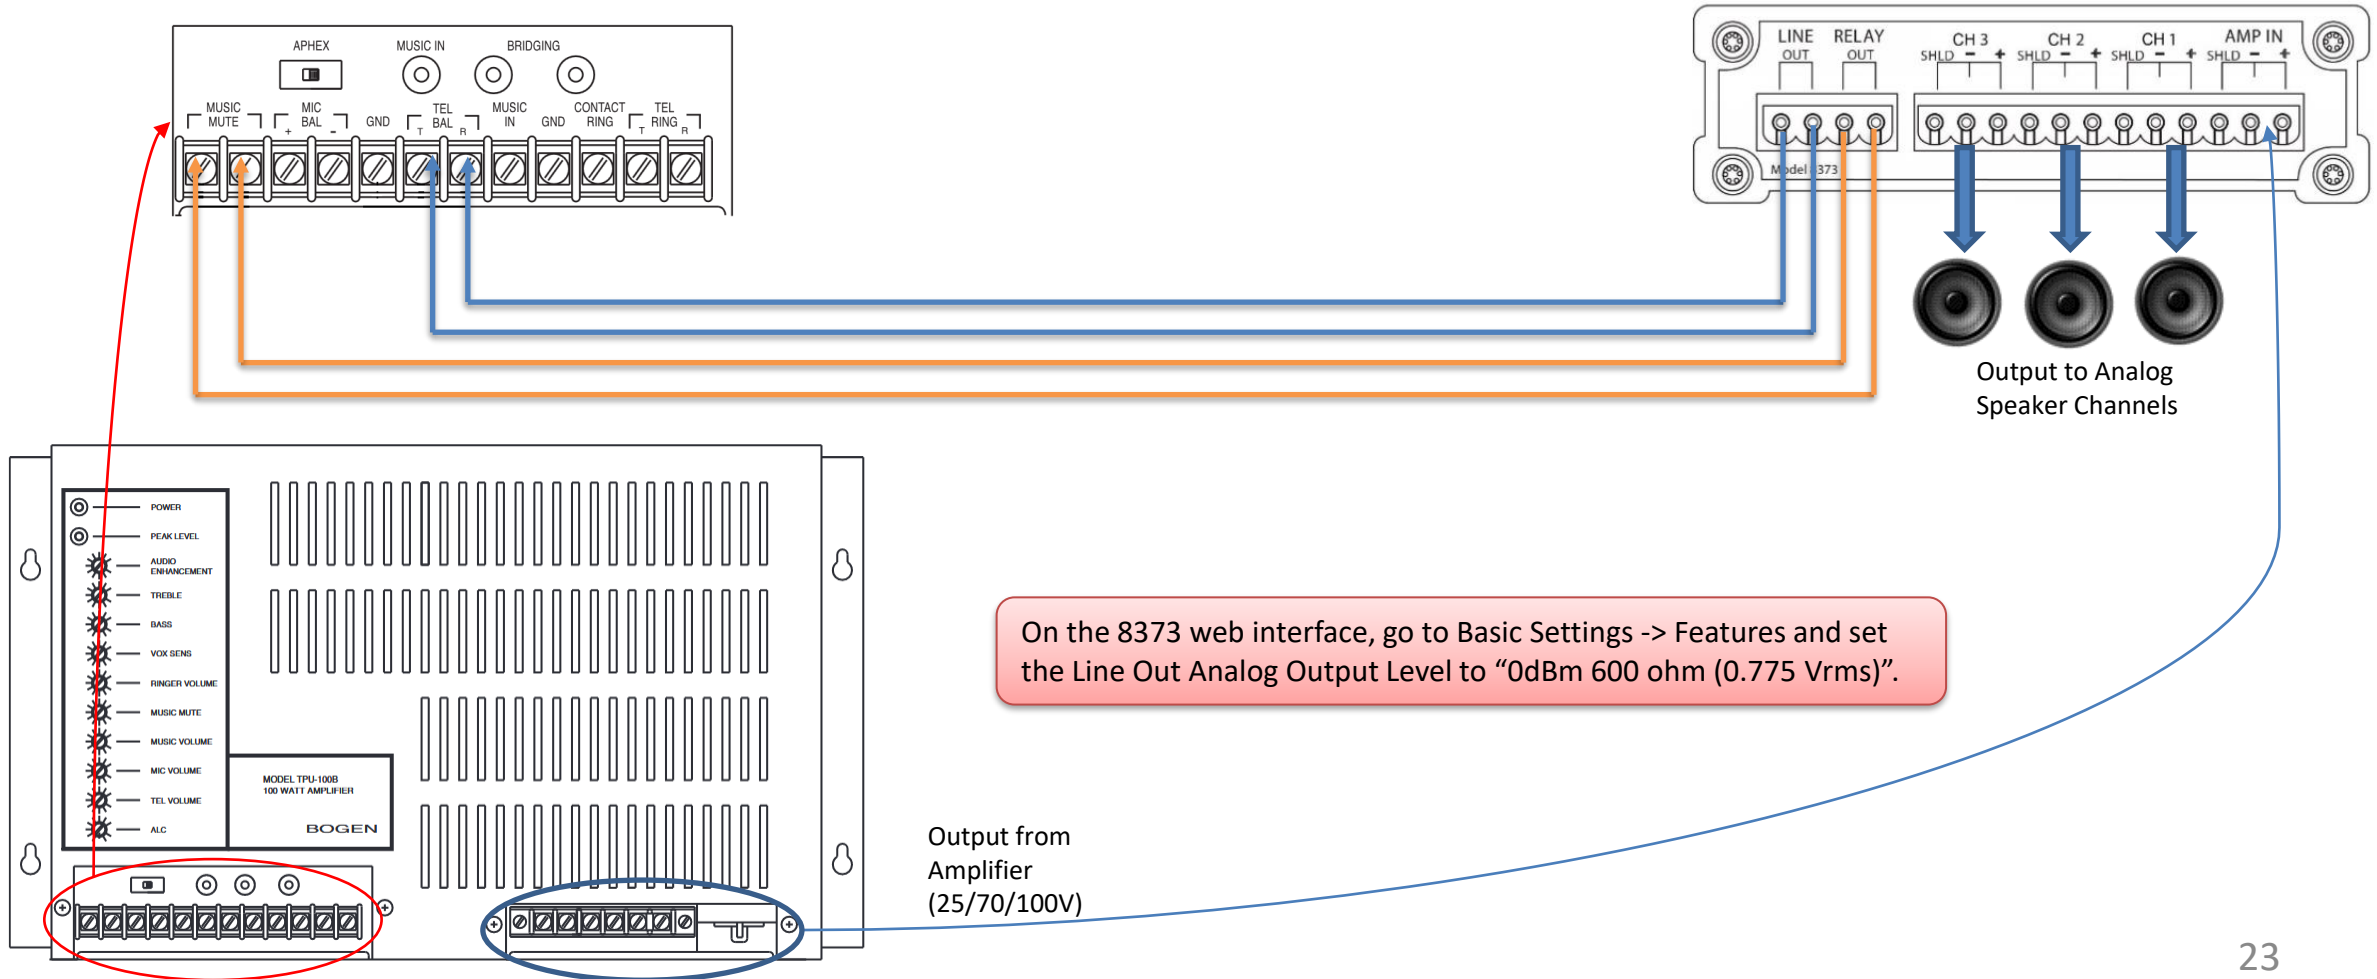 APHEX
MUSIC IN
BRIDGING
MUSIC
MUTE
MIC
BAL
+ -
GND
TEL
BAL
T R
MUSIC
IN
GND
CONTACT
RING
TEL
RING
T R
LINE
OUT
RELAY
OUT
CH 3
SHLD - +
CH 2
SHLD - +
CH 1
SHLD - +
AMP IN
SHLD - +
Model 8373
Output to Analog
Speaker Channels
POWER
PEAK LEVEL
AUDIO
ENHANCEMENT
TREBLE
BASS
VOX SENS
RINGER VOLUME
MUSIC MUTE
MUSIC VOLUME
MIC VOLUME
TEL VOLUME
ALC
MODEL TPU-100B
100 WATT AMPLIFIER
BOGEN
On the 8373 web interface, go to Basic Settings -> Features and set
the Line Out Analog Output Level to “0dBm 600 ohm (0.775 Vrms)”.
Output from
Amplifier
(25/70/100V)
23